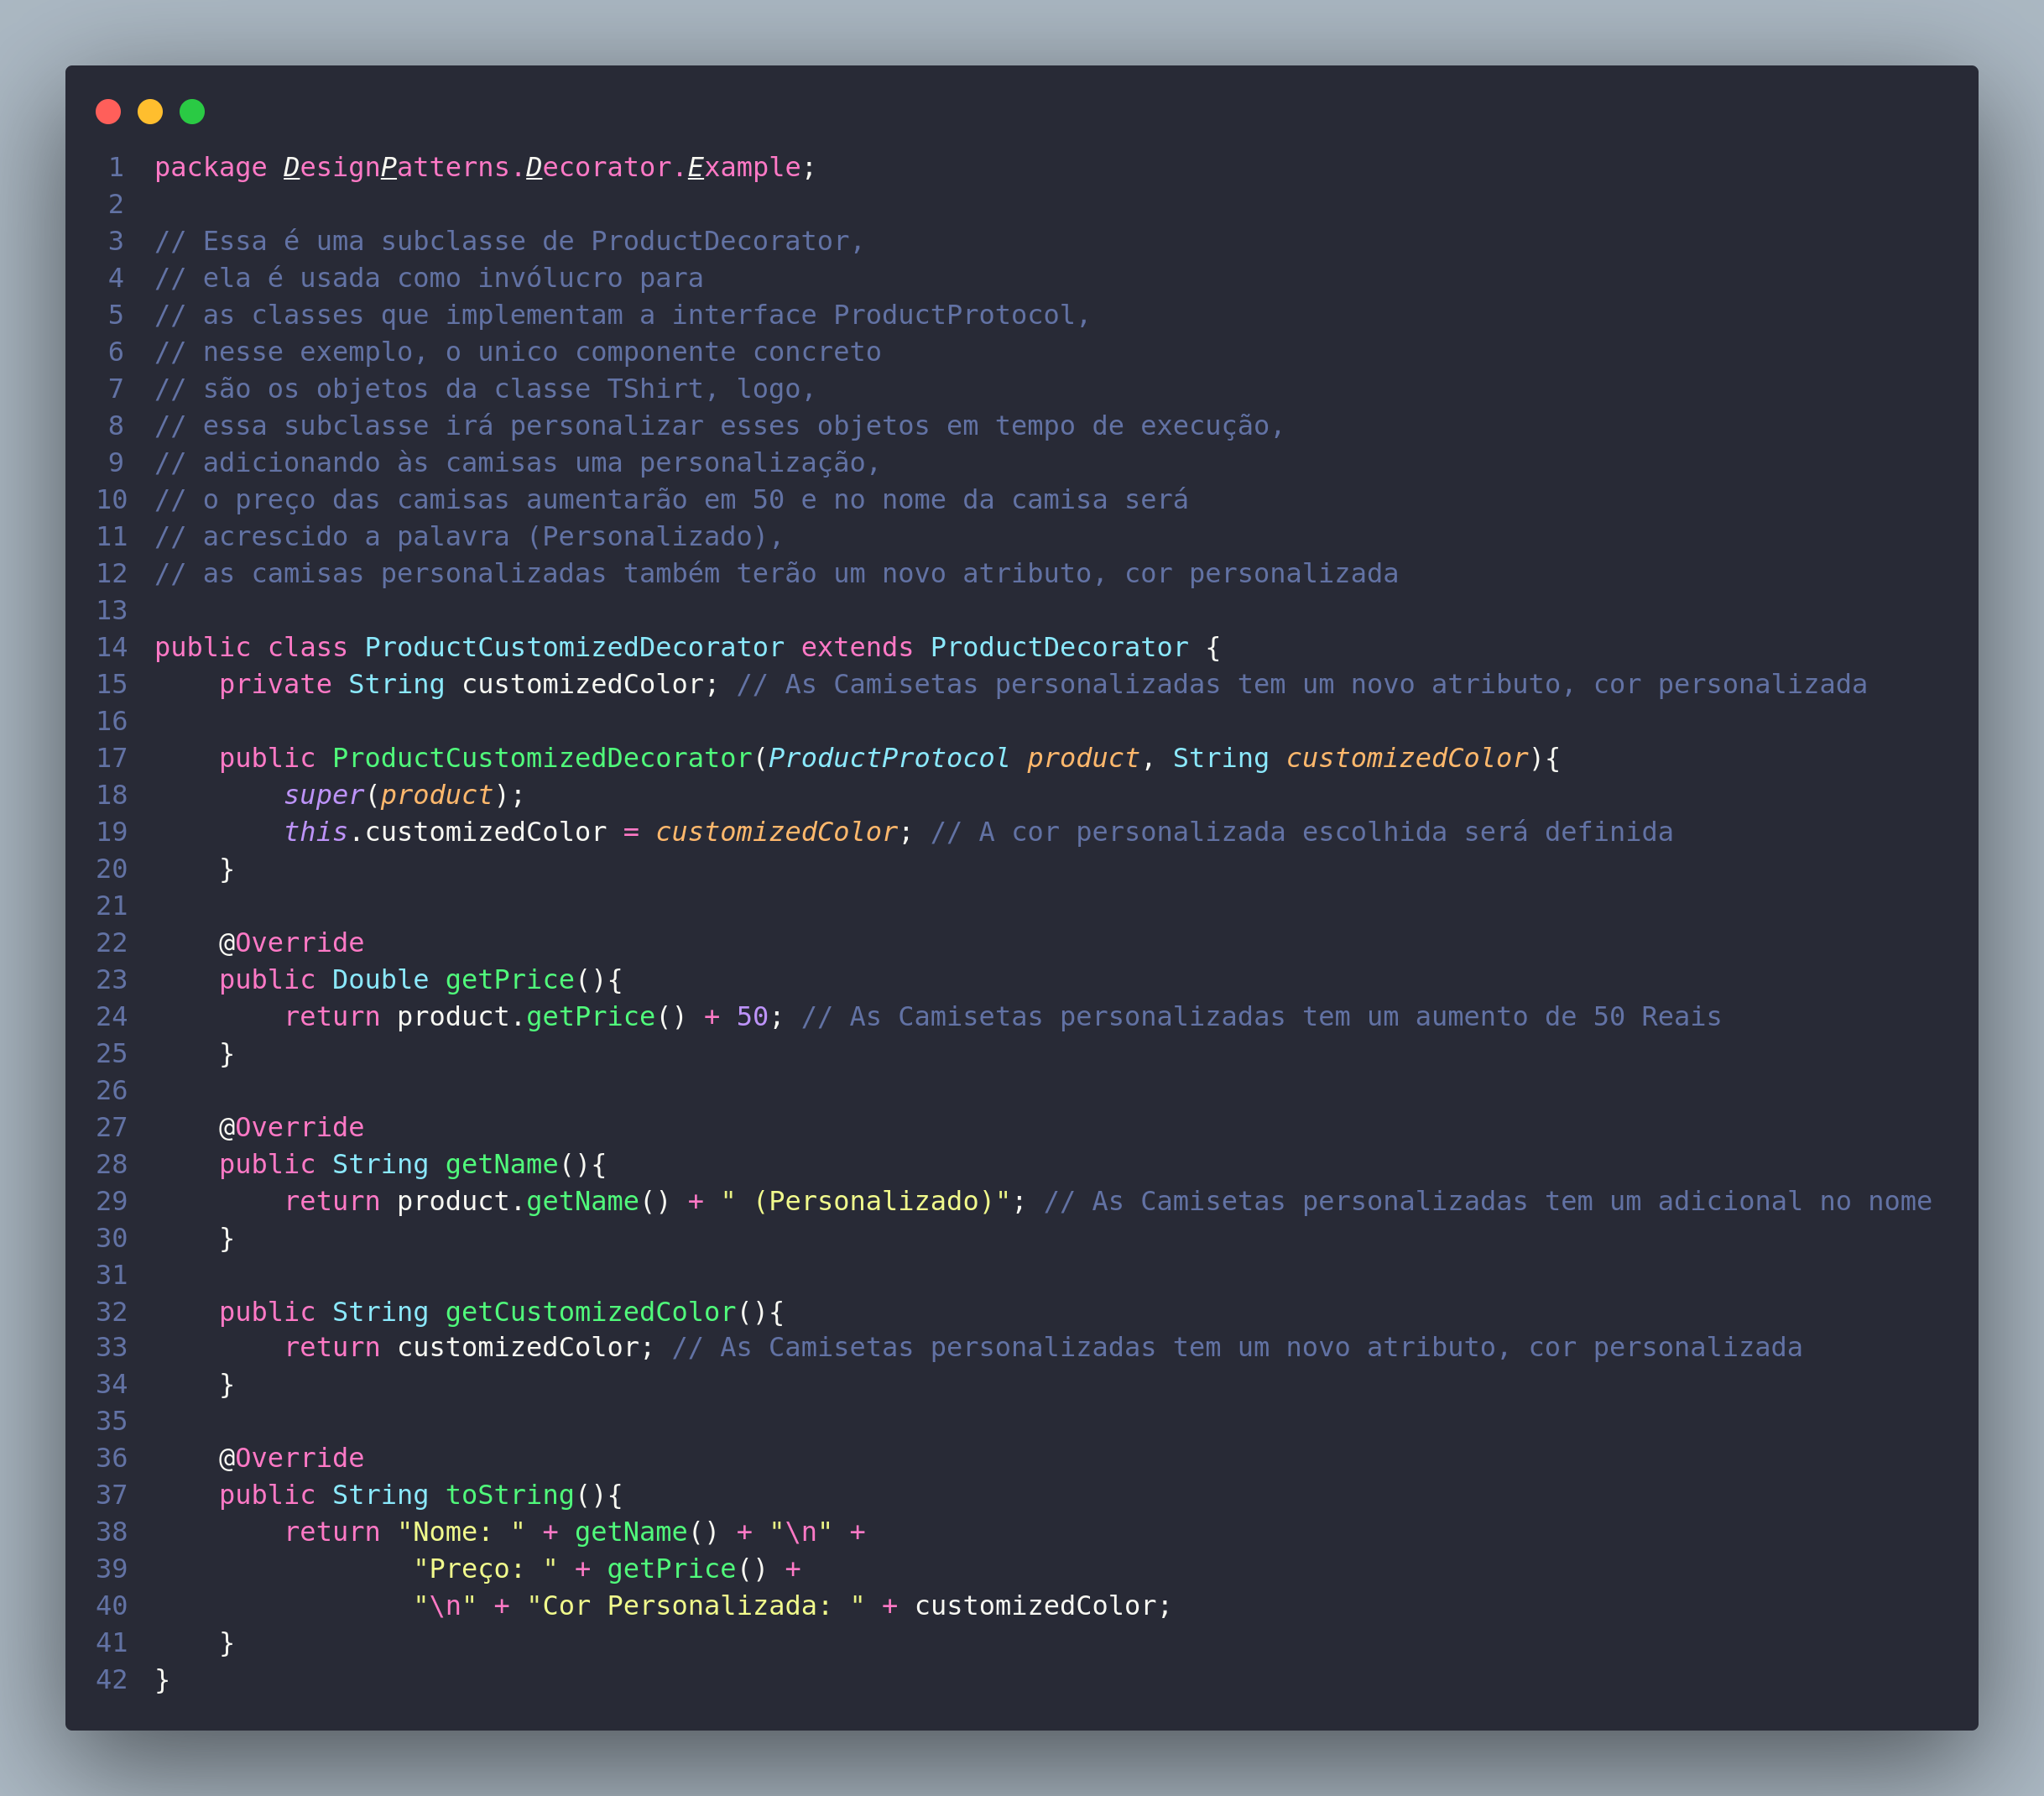 1 package DesignPatterns.Decorator.Example;
2
3 // Essa é uma subclasse de ProductDecorator,
4 // ela é usada como invólucro para
5 // as classes que implementam a interface ProductProtocol,
6 // nesse exemplo, o unico componente concreto
7 // são os objetos da classe TShirt, logo,
8 // essa subclasse irá personalizar esses objetos em tempo de execução,
9 // adicionando às camisas uma personalização,
10 // o preço das camisas aumentarão em 50 e no nome da camisa será
11 // acrescido a palavra (Personalizado),
12 // as camisas personalizadas também terão um novo atributo, cor personalizada
13
14 public class ProductCustomizedDecorator extends ProductDecorator {
15     private String customizedColor; // As Camisetas personalizadas tem um novo atributo, cor personalizada
16
17     public ProductCustomizedDecorator(ProductProtocol product, String customizedColor){
18         super(product);
19         this.customizedColor = customizedColor; // A cor personalizada escolhida será definida
20     }
21
22     @Override
23     public Double getPrice(){
24         return product.getPrice() + 50; // As Camisetas personalizadas tem um aumento de 50 Reais
25     }
26
27     @Override
28     public String getName(){
29         return product.getName() + " (Personalizado)"; // As Camisetas personalizadas tem um adicional no nome
30     }
31
32     public String getCustomizedColor(){
33         return customizedColor; // As Camisetas personalizadas tem um novo atributo, cor personalizada
34     }
35
36     @Override
37     public String toString(){
38         return "Nome: " + getName() + "\n" +
39                 "Preço: " + getPrice() +
40                 "\n" + "Cor Personalizada: " + customizedColor;
41     }
42 }